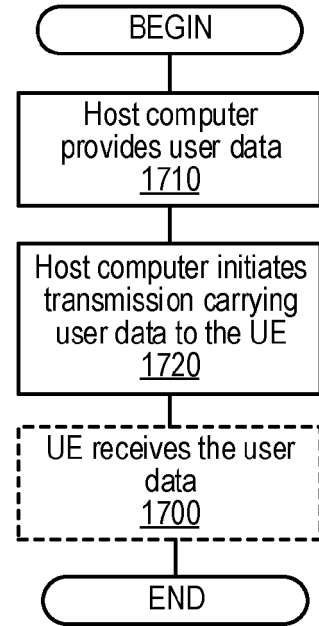 BEGIN
Host computer
provides user data
1710
Host computer initiates
transmission carrying
user data to the UE
1720
UE receives the user
data
1700
END